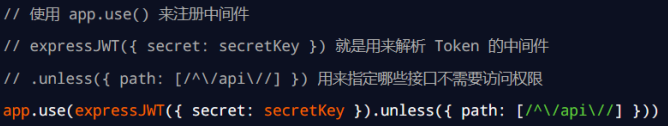 // 使用 app.use() 来注册中间件
// expressJWT({ secret: secretKey }) 就是用来解析 Token 的中间件
// .unless({ path: [/^\/api\//] }) 用来指定哪些接口不需要访问权限
app.use(expressJWT({ secret: secretKey }).unless({ path: [/^\/api\//] }))